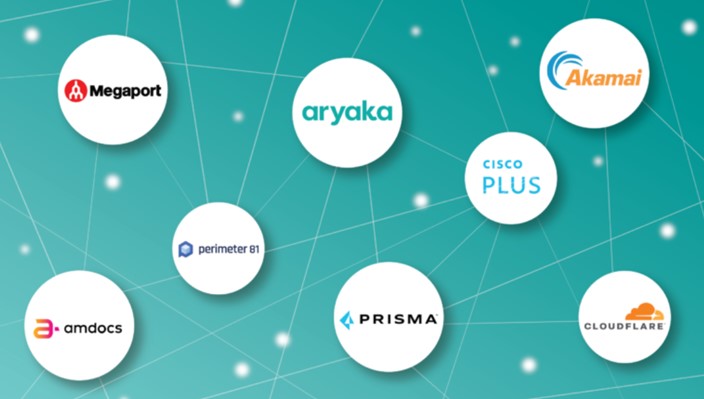 Megaport
aryaka
Akamai
CISCO
PLUS
perimeter 81
amdocs
PRISMA
CLOUDFLARE